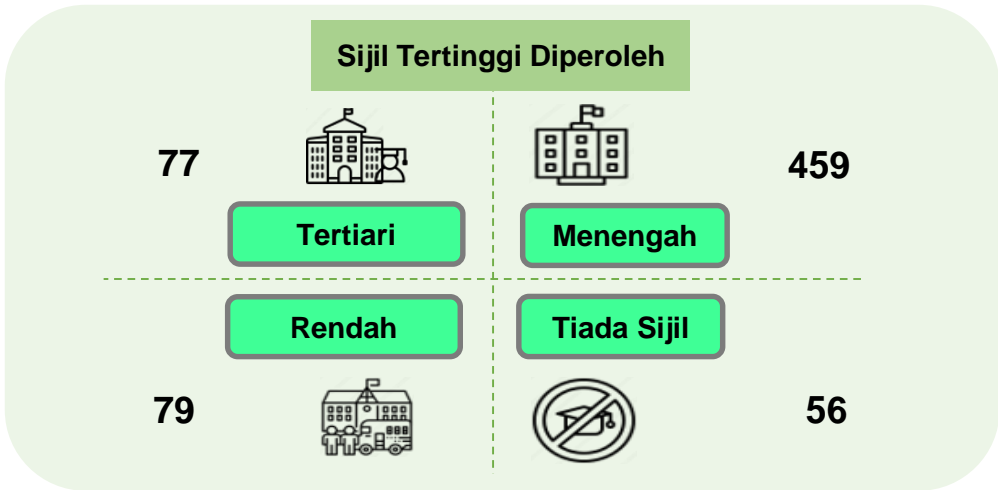 Sijil Tertinggi Diperoleh
77
459
Tertiari
Menengah
Rendah
Tiada Sijil
79
56